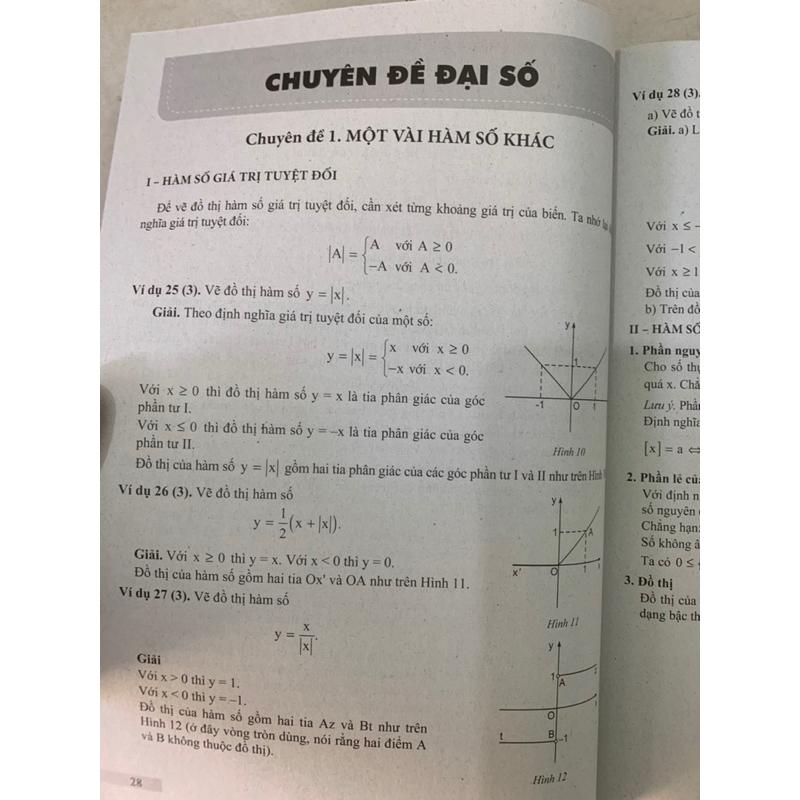 CHUYÊN ĐỀ ĐẠI SỐ
Chuyên đề 1. MỘT VÀI HÀM SỐ KHÁC
I – HÀM SỐ GIÁ TRỊ TUYỆT ĐỐI
Để vẽ đồ thị hàm số giá trị tuyệt đối, cần xét từng khoảng giá trị của biến. Ta nhớ lại
nghĩa giá trị tuyệt đối:
|A| = { A với A ≥ 0
−A với A < 0.
Ví dụ 25 (3). Vẽ đồ thị hàm số y = |x|.
Giải. Theo định nghĩa giá trị tuyệt đối của một số:
y = |x| = { x với x ≥ 0
−x với x < 0.
Với x ≥ 0 thì đồ thị hàm số y = x là tia phân giác của góc
phần tư I.
Với x ≤ 0 thì đồ thị hàm số y = –x là tia phân giác của góc
phần tư II.
y
1
-1
O
1
Hình 10
Đồ thị của hàm số y = |x| gồm hai tia phân giác của các góc phần tư I và II như trên Hình
Ví dụ 26 (3). Vẽ đồ thị hàm số
y = 1/2 (x + |x|).
Giải. Với x ≥ 0 thì y = x. Với x < 0 thì y = 0.
Đồ thị của hàm số gồm hai tia Ox' và OA như trên Hình 11.
y
1
A
x'
O
1
Hình 11
Ví dụ 27 (3). Vẽ đồ thị hàm số
y = x/|x|.
Giải
Với x > 0 thì y = 1.
Với x < 0 thì y = –1.
Đồ thị của hàm số gồm hai tia Az và Bt như trên
Hình 12 (ở đây vòng tròn dùng, nói rằng hai điểm A
và B không thuộc đồ thị).
y
1
A
O
t
B
-1
Hình 12
28
Ví dụ 28 (3).
a) Vẽ đồ t
Giải. a) L
Với x ≤ –
Với –1 <
Với x ≥ 1
Đồ thị của
b) Trên đồ
II – HÀM SỐ
1. Phần nguy
Cho số thự
quá x. Chẳ
Lưu ý. Phầ
Định nghĩa
[x] = a ⇔
2. Phần lẻ củ
Với định n
số nguyên
Chẳng hạn:
Số không â
Ta có 0 ≤
3. Đồ thị
Đồ thị của
dạng bậc th